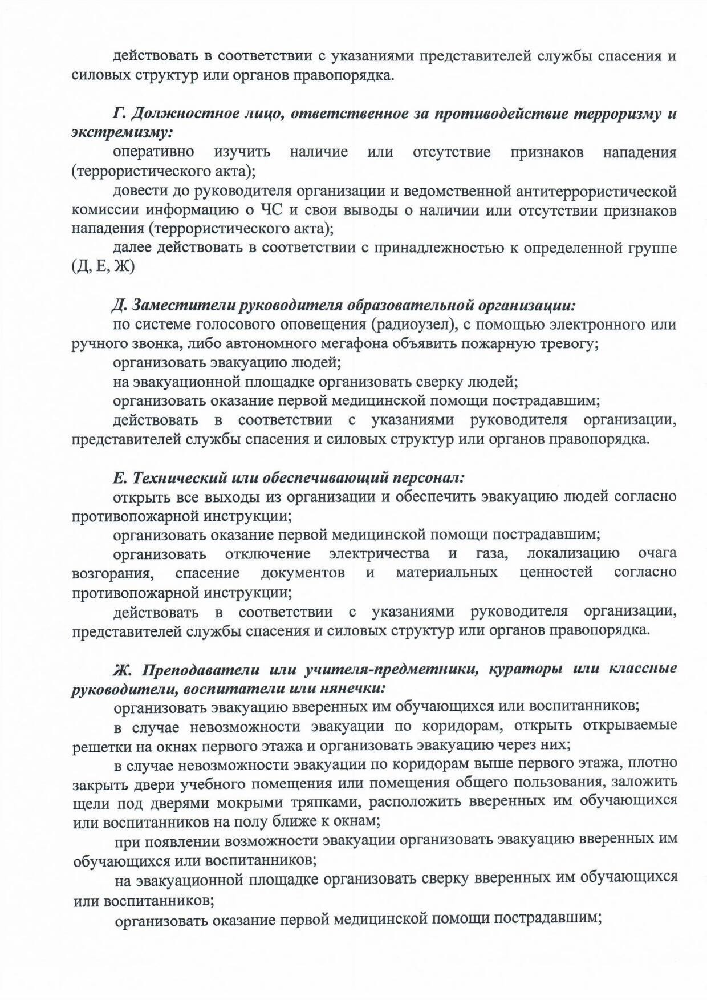 действовать в соответствии с указаниями представителей службы спасения и
силовых структур или органов правопорядка.
Г. Должностное лицо, ответственное за противодействие терроризму и
экстремизму:
оперативно изучить наличие или отсутствие признаков нападения
(террористического акта);
довести до руководителя организации и ведомственной антитеррористической
комиссии информацию о ЧС и свои выводы о наличии или отсутствии признаков
нападения (террористического акта);
далее действовать в соответствии с принадлежностью к определенной группе
(Д, Е, Ж)
Д. Заместители руководителя образовательной организации:
по системе голосового оповещения (радиоузел), с помощью электронного или
ручного звонка, либо автономного мегафона объявить пожарную тревогу;
организовать эвакуацию людей;
на эвакуационной площадке организовать сверку людей;
организовать оказание первой медицинской помощи пострадавшим;
действовать в соответствии с указаниями руководителя организации,
представителей службы спасения и силовых структур или органов правопорядка.
Е. Технический или обеспечивающий персонал:
открыть все выходы из организации и обеспечить эвакуацию людей согласно
противопожарной инструкции;
организовать оказание первой медицинской помощи пострадавшим;
организовать отключение электричества и газа, локализацию очага
возгорания, спасение документов и материальных ценностей согласно
противопожарной инструкции;
действовать в соответствии с указаниями руководителя организации,
представителей службы спасения и силовых структур или органов правопорядка.
Ж. Преподаватели или учителя-предметники, кураторы или классные
руководители, воспитатели или нянечки:
организовать эвакуацию вверенных им обучающихся или воспитанников;
в случае невозможности эвакуации по коридорам, открыть открываемые
решетки на окнах первого этажа и организовать эвакуацию через них;
в случае невозможности эвакуации по коридорам выше первого этажа, плотно
закрыть двери учебного помещения или помещения общего пользования, заложить
щели под дверями мокрыми тряпками, расположить вверенных им обучающихся
или воспитанников на полу ближе к окнам;
при появлении возможности эвакуации организовать эвакуацию вверенных им
обучающихся или воспитанников;
на эвакуационной площадке организовать сверку вверенных им обучающихся
или воспитанников;
организовать оказание первой медицинской помощи пострадавшим;